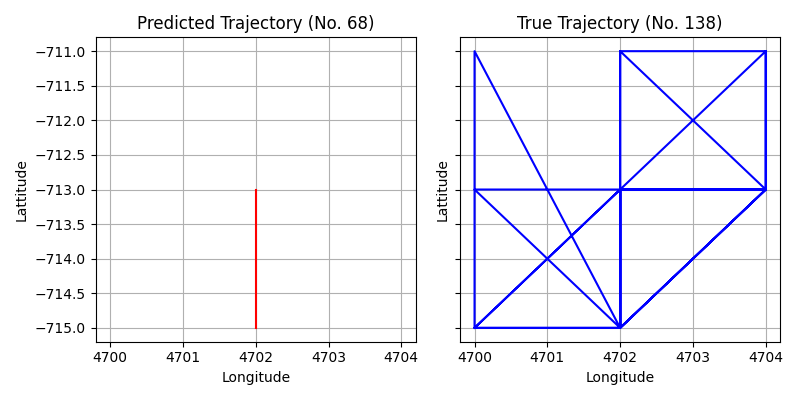 Predicted Trajectory (No. 68)
True Trajectory (No. 138)
Lattitude
−711.0
−711.5
−712.0
−712.5
−713.0
−713.5
−714.0
−714.5
−715.0
4700 4701 4702 4703 4704
Longitude
Lattitude
4700 4701 4702 4703 4704
Longitude